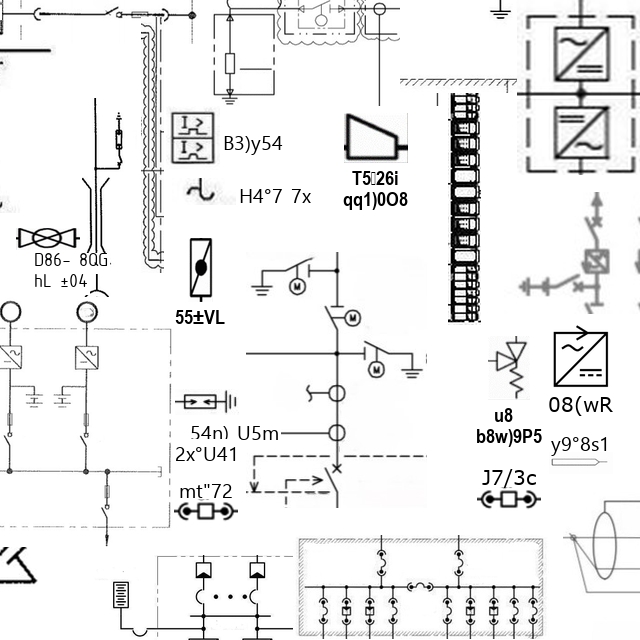 B3)y54
H4°7 7x
T5▯26i
qq1)0O8
D86– 8QG
hL ±04
55±VL
M
M
M
08(wR
u8
b8w)9P5
54n) U5m
2x°U41
y9°8s1
mt"72
J7/3c